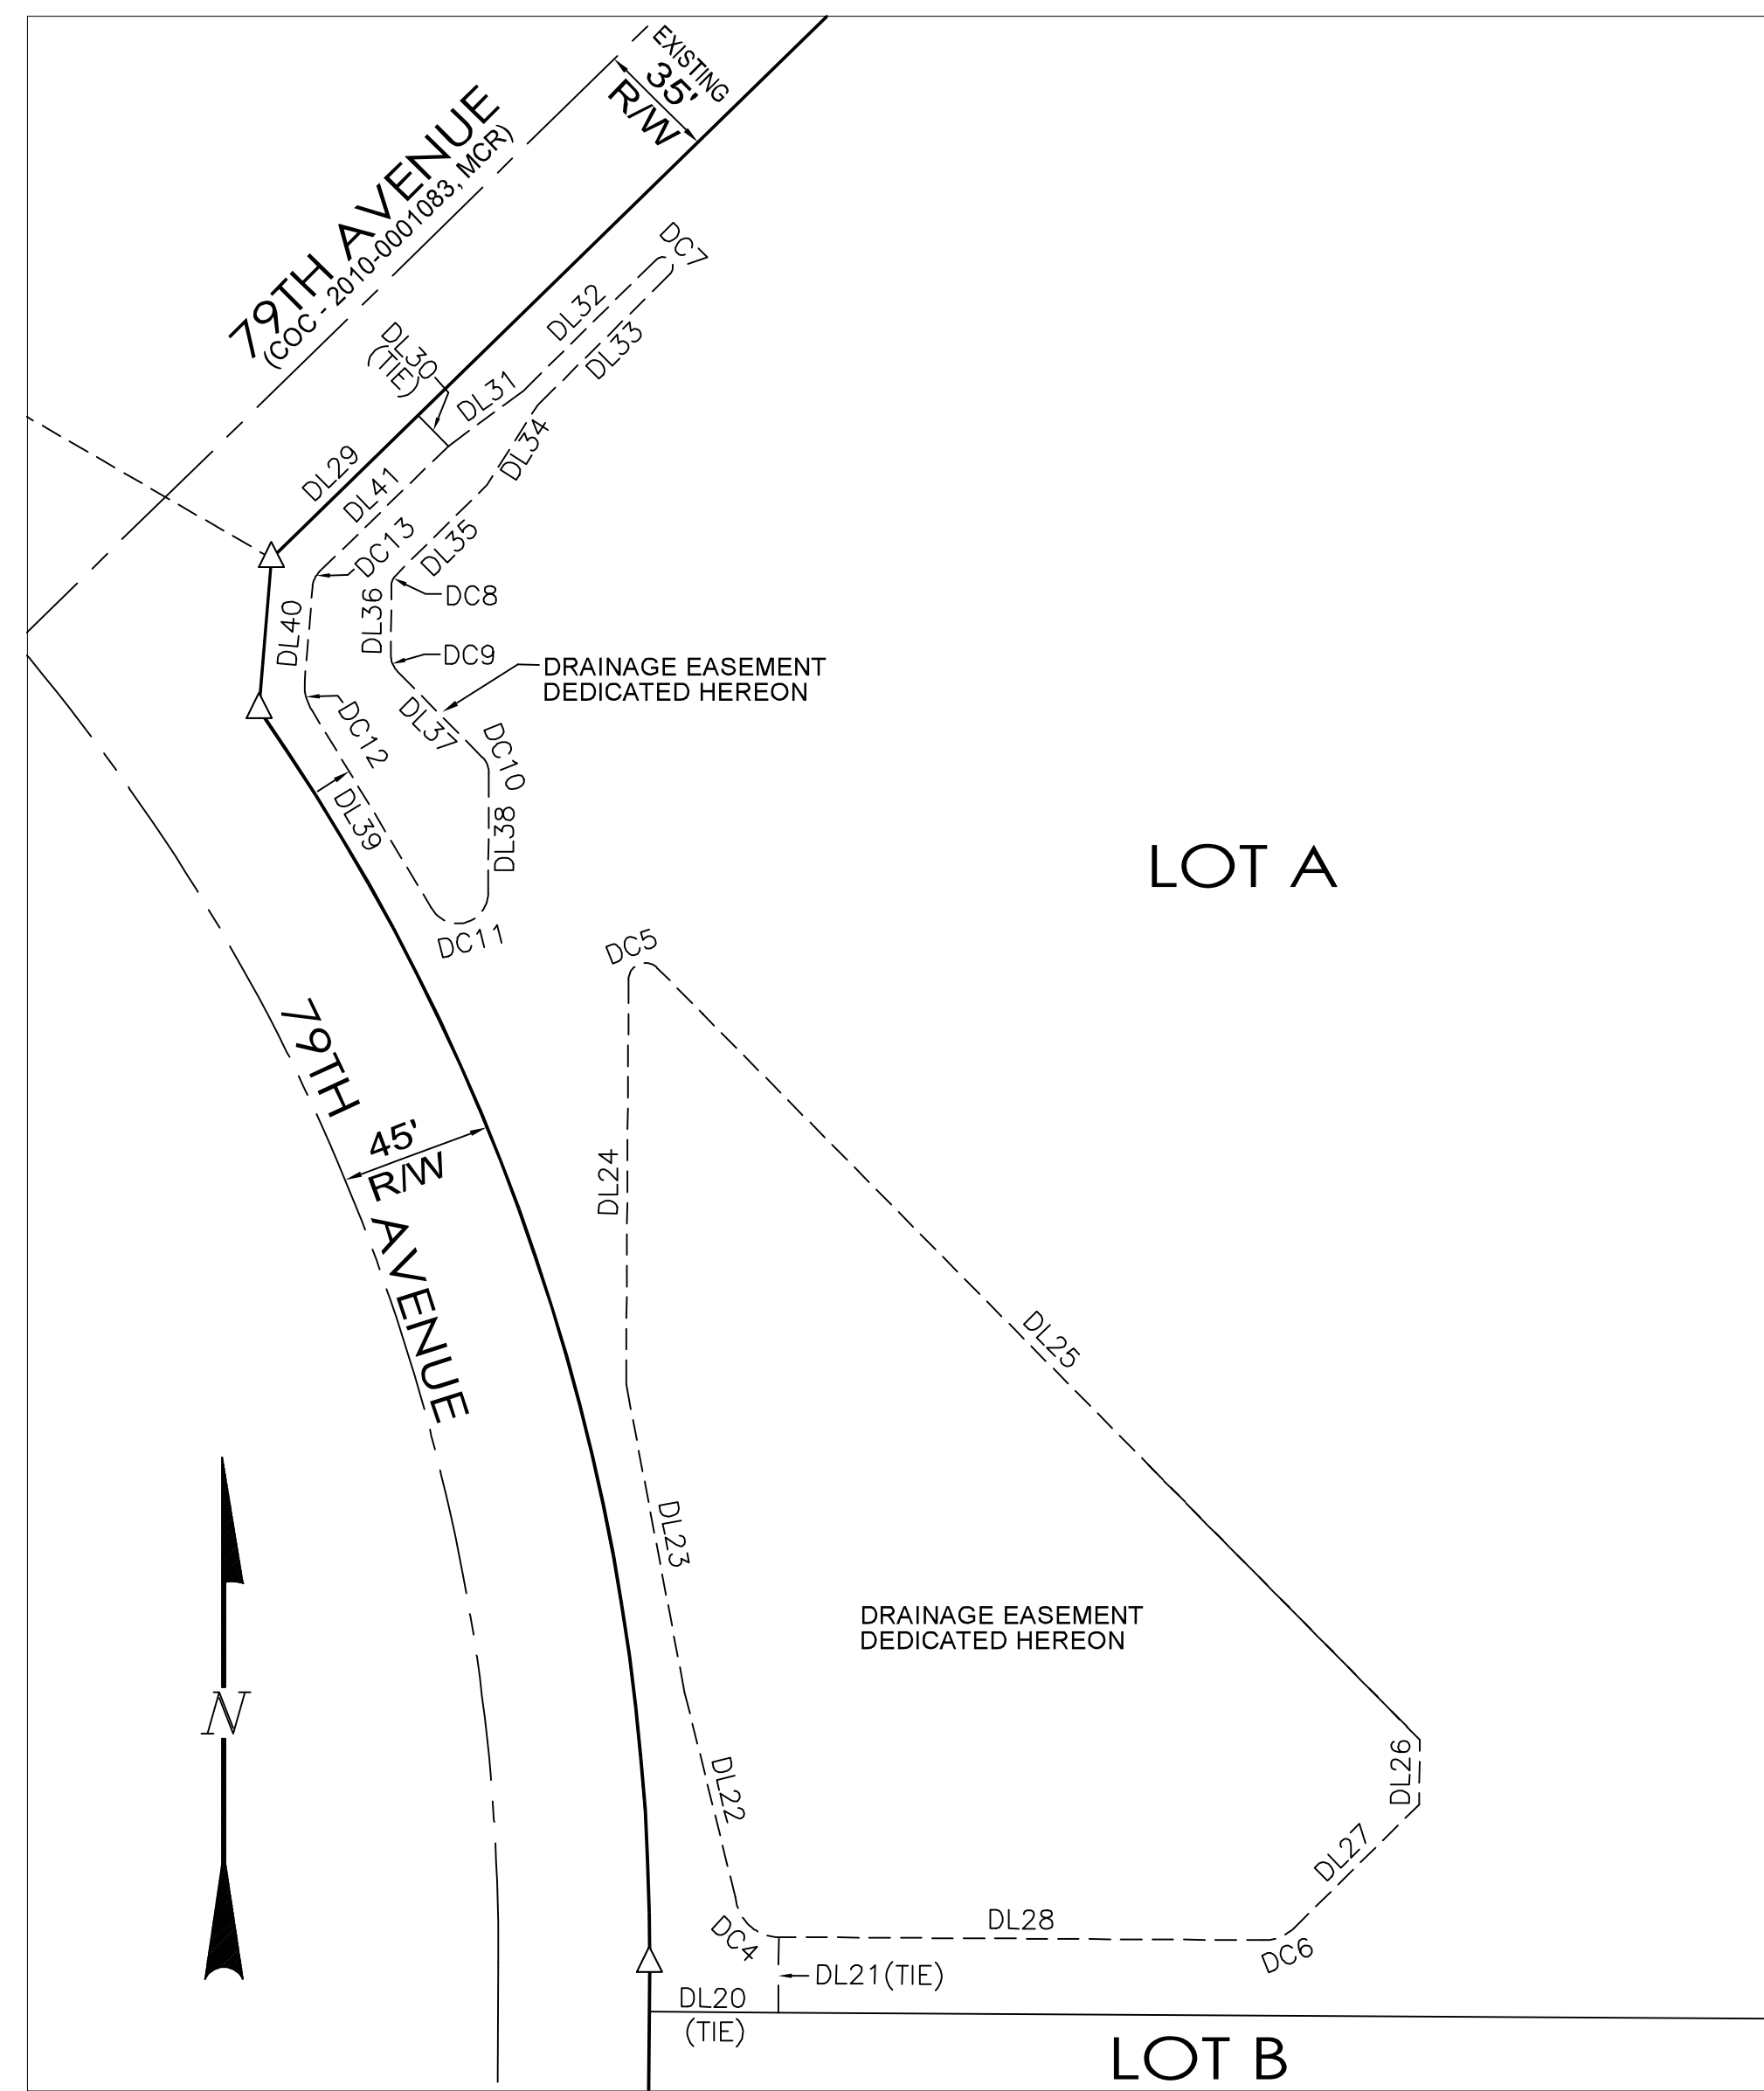 EXISTING
35'
R/W
79TH AVENUE
(COC - 2010-0001083, MCR)
DC7
DL32
DL33
DL30
(TIE)
DL31
DL34
DL29
DL41
DC13
DL35
DC8
DL36
DL40
DC9
DRAINAGE EASEMENT
DEDICATED HEREON
DC12
DL37
DC10
DL39
DL38
LOT A
DC11
DC5
79TH AVENUE
45'
R/W
DL24
DL25
DL23
DRAINAGE EASEMENT
DEDICATED HEREON
N
DL22
DL26
DL27
DL28
DC4
DC6
DL21(TIE)
DL20
(TIE)
LOT B